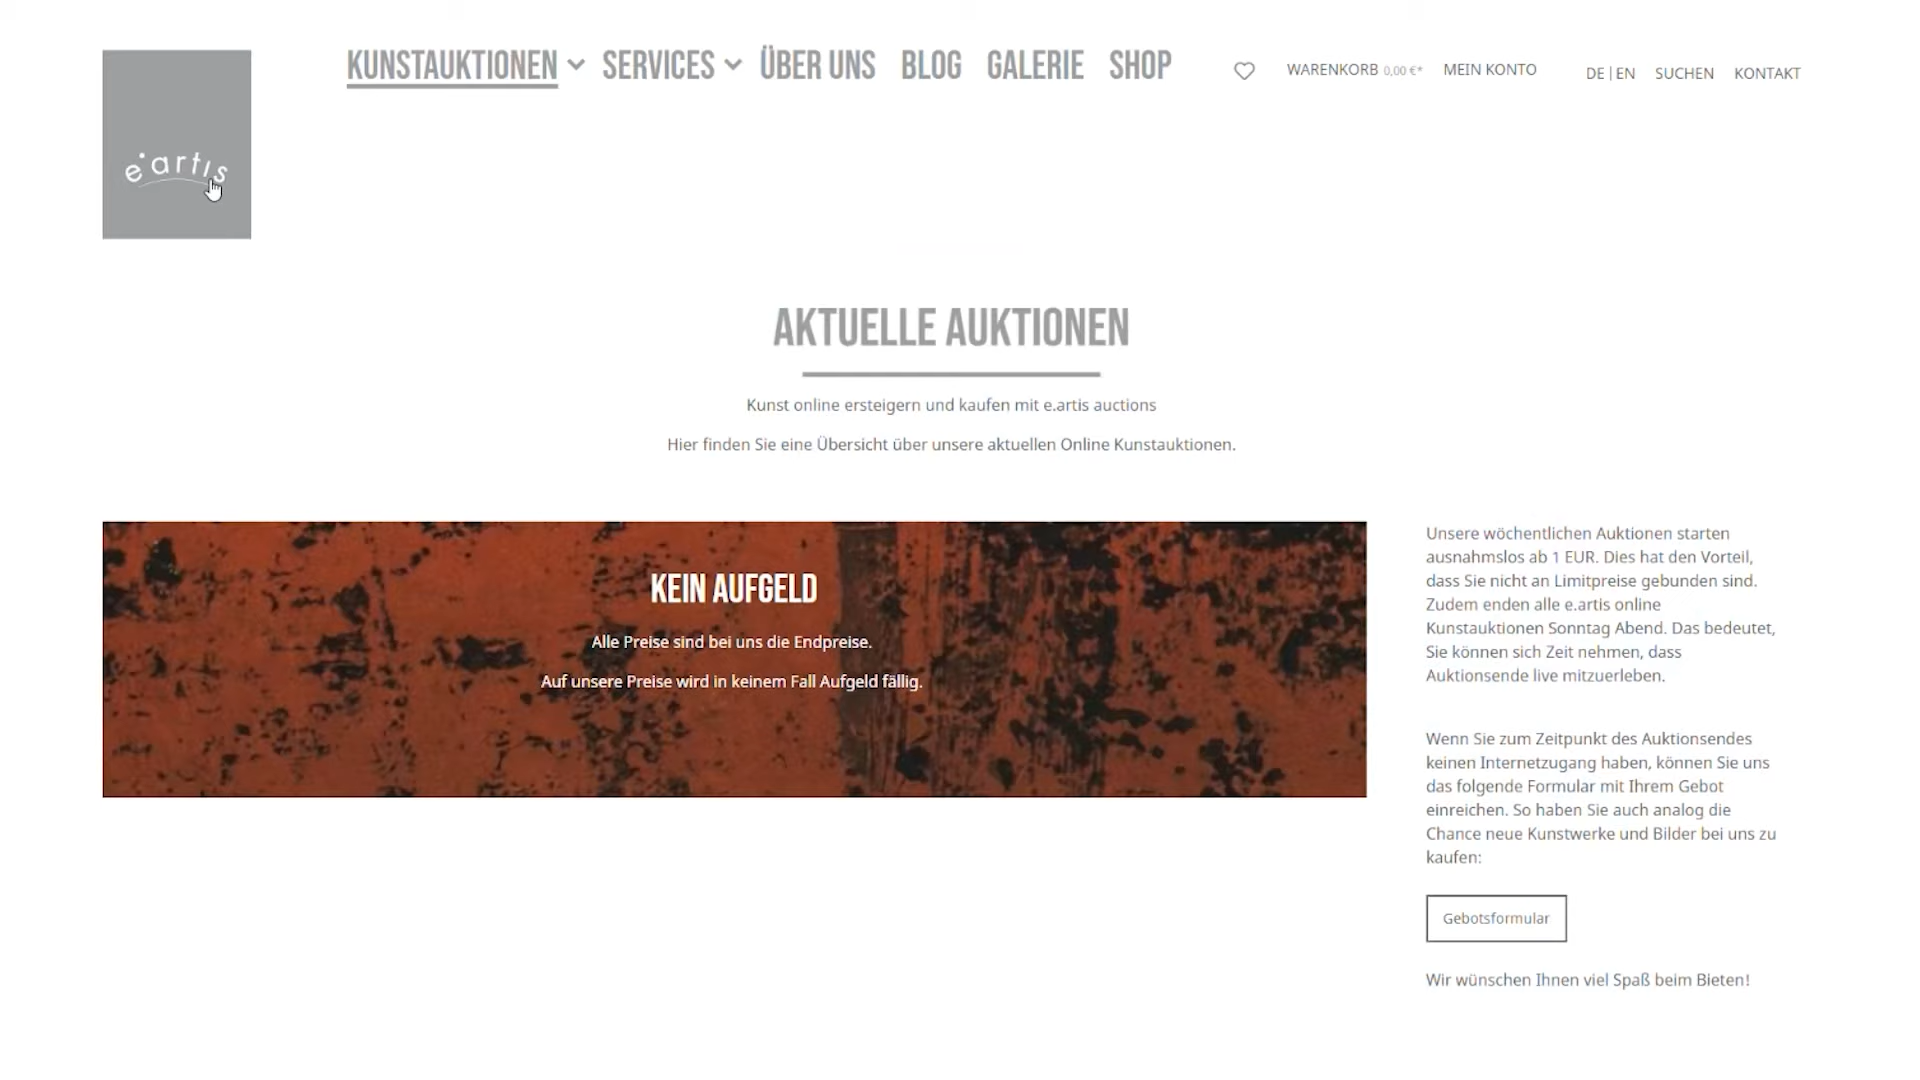 e.artis
KUNSTAUKTIONEN SERVICES ÜBER UNS BLOG GALERIE SHOP
WARENKORB 0,00 €* MEIN KONTO
DE | EN SUCHEN KONTAKT
AKTUELLE AUKTIONEN
Kunst online ersteigern und kaufen mit e.artis auctions
Hier finden Sie eine Übersicht über unsere aktuellen Online Kunstauktionen.
KEIN AUFGELD
Alle Preise sind bei uns die Endpreise.
Auf unsere Preise wird in keinem Fall Aufgeld fällig.
Unsere wöchentlichen Auktionen starten
ausnahmslos ab 1 EUR. Dies hat den Vorteil,
dass Sie nicht an Limitpreise gebunden sind.
Zudem enden alle e.artis online
Kunstauktionen Sonntag Abend. Das bedeutet,
Sie können sich Zeit nehmen, dass
Auktionsende live mitzuerleben.
Wenn Sie zum Zeitpunkt des Auktionsendes
keinen Internetzugang haben, können Sie uns
das folgende Formular mit Ihrem Gebot
einreichen. So haben Sie auch analog die
Chance neue Kunstwerke und Bilder bei uns zu
kaufen:
Gebotsformular
Wir wünschen Ihnen viel Spaß beim Bieten!